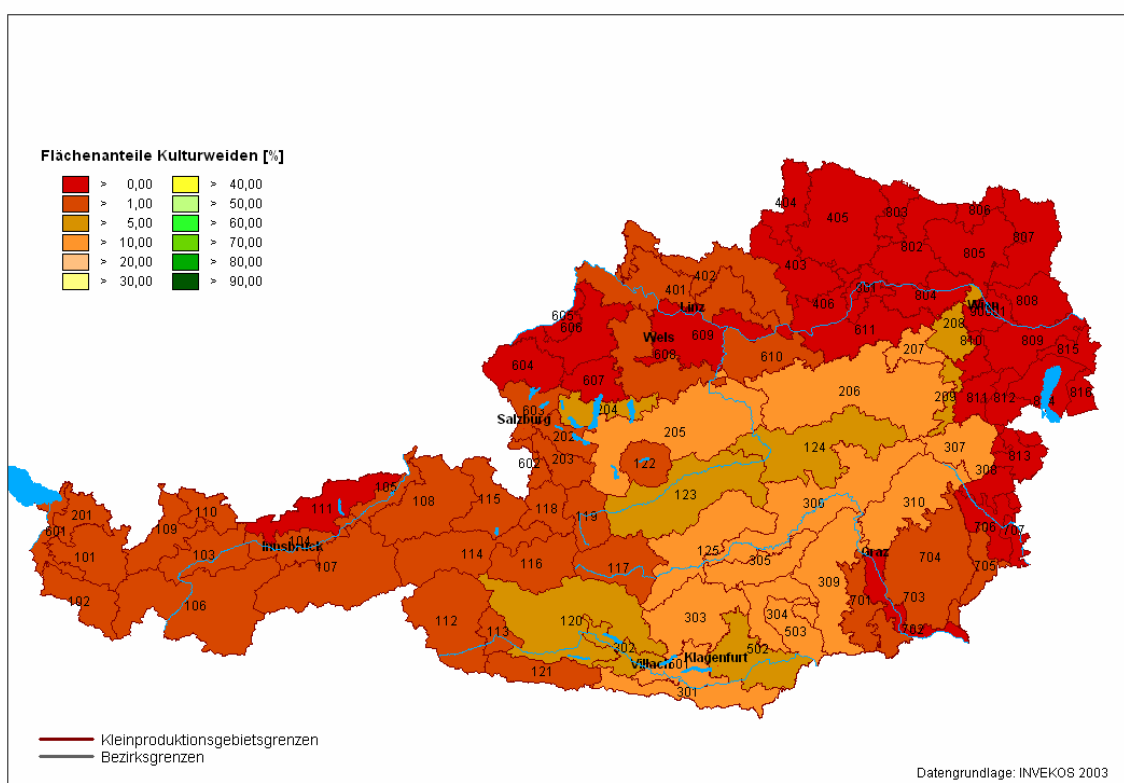 Flächenanteile Kulturweiden [%]
> 0,00 > 40,00
> 1,00 > 50,00
> 5,00 > 60,00
> 10,00 > 70,00
> 20,00 > 80,00
> 30,00 > 90,00
404 803 806
405 807
802 805
403
402
401 406 804 Wien 808
Linz
605
606 208
Wels 609 611 810 809 815
608 610 207
604
607 206 811 812 816
603 204 209
Salzburg
202 205 124 307
602 203 122 308 813
105
111 108 115 123 306 310
110 118 119 706 707
201 109
601 104
Innsbruck Graz
101 103 114 125 704
107 116 117 305 705
309
102 106 701 703
112 120 303 304
113 302 503 702
502
Villach Klagenfurt
121 301
Kleinproduktionsgebietsgrenzen
Bezirksgrenzen
Datengrundlage: INVEKOS 2003